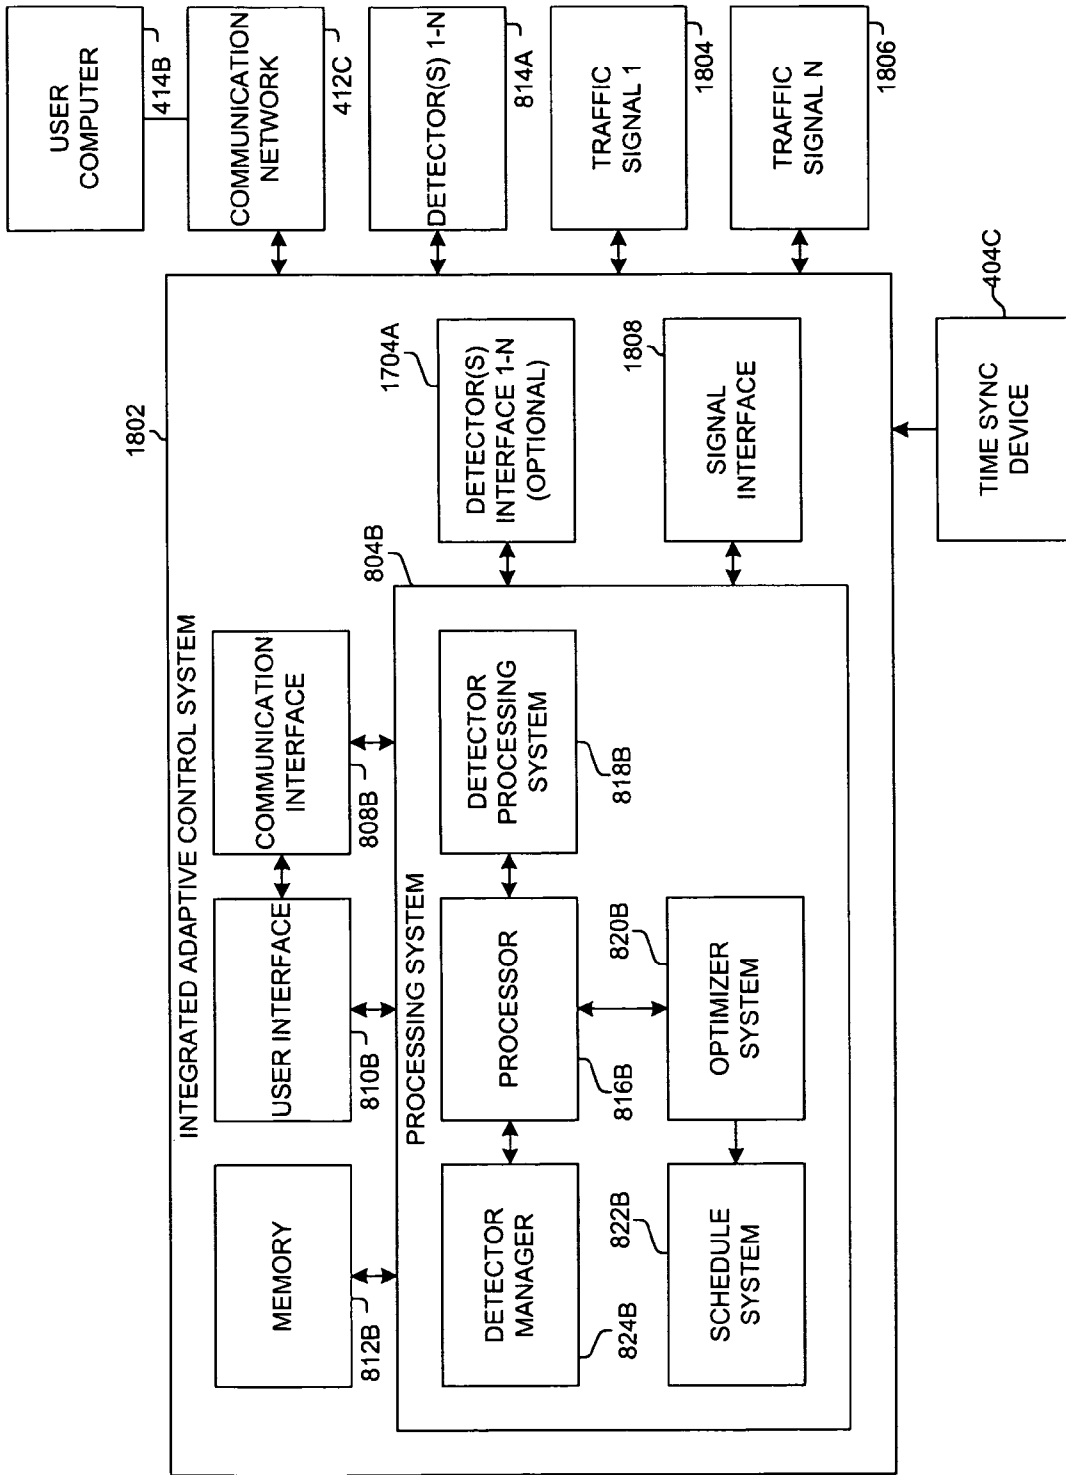 USER
COMPUTER
414B
COMMUNICATION
NETWORK
412C
DETECTOR(S) 1-N
814A
TRAFFIC
SIGNAL 1
1804
TRAFFIC
SIGNAL N
1806
1802
INTEGRATED ADAPTIVE CONTROL SYSTEM
MEMORY
812B
USER INTERFACE
810B
COMMUNICATION
INTERFACE
808B
DETECTOR(S)
INTERFACE 1-N
(OPTIONAL)
1704A
SIGNAL
INTERFACE
1808
804B
PROCESSING SYSTEM
DETECTOR
MANAGER
824B
PROCESSOR
816B
DETECTOR
PROCESSING
SYSTEM
818B
SCHEDULE
SYSTEM
822B
OPTIMIZER
SYSTEM
820B
TIME SYNC
DEVICE
404C